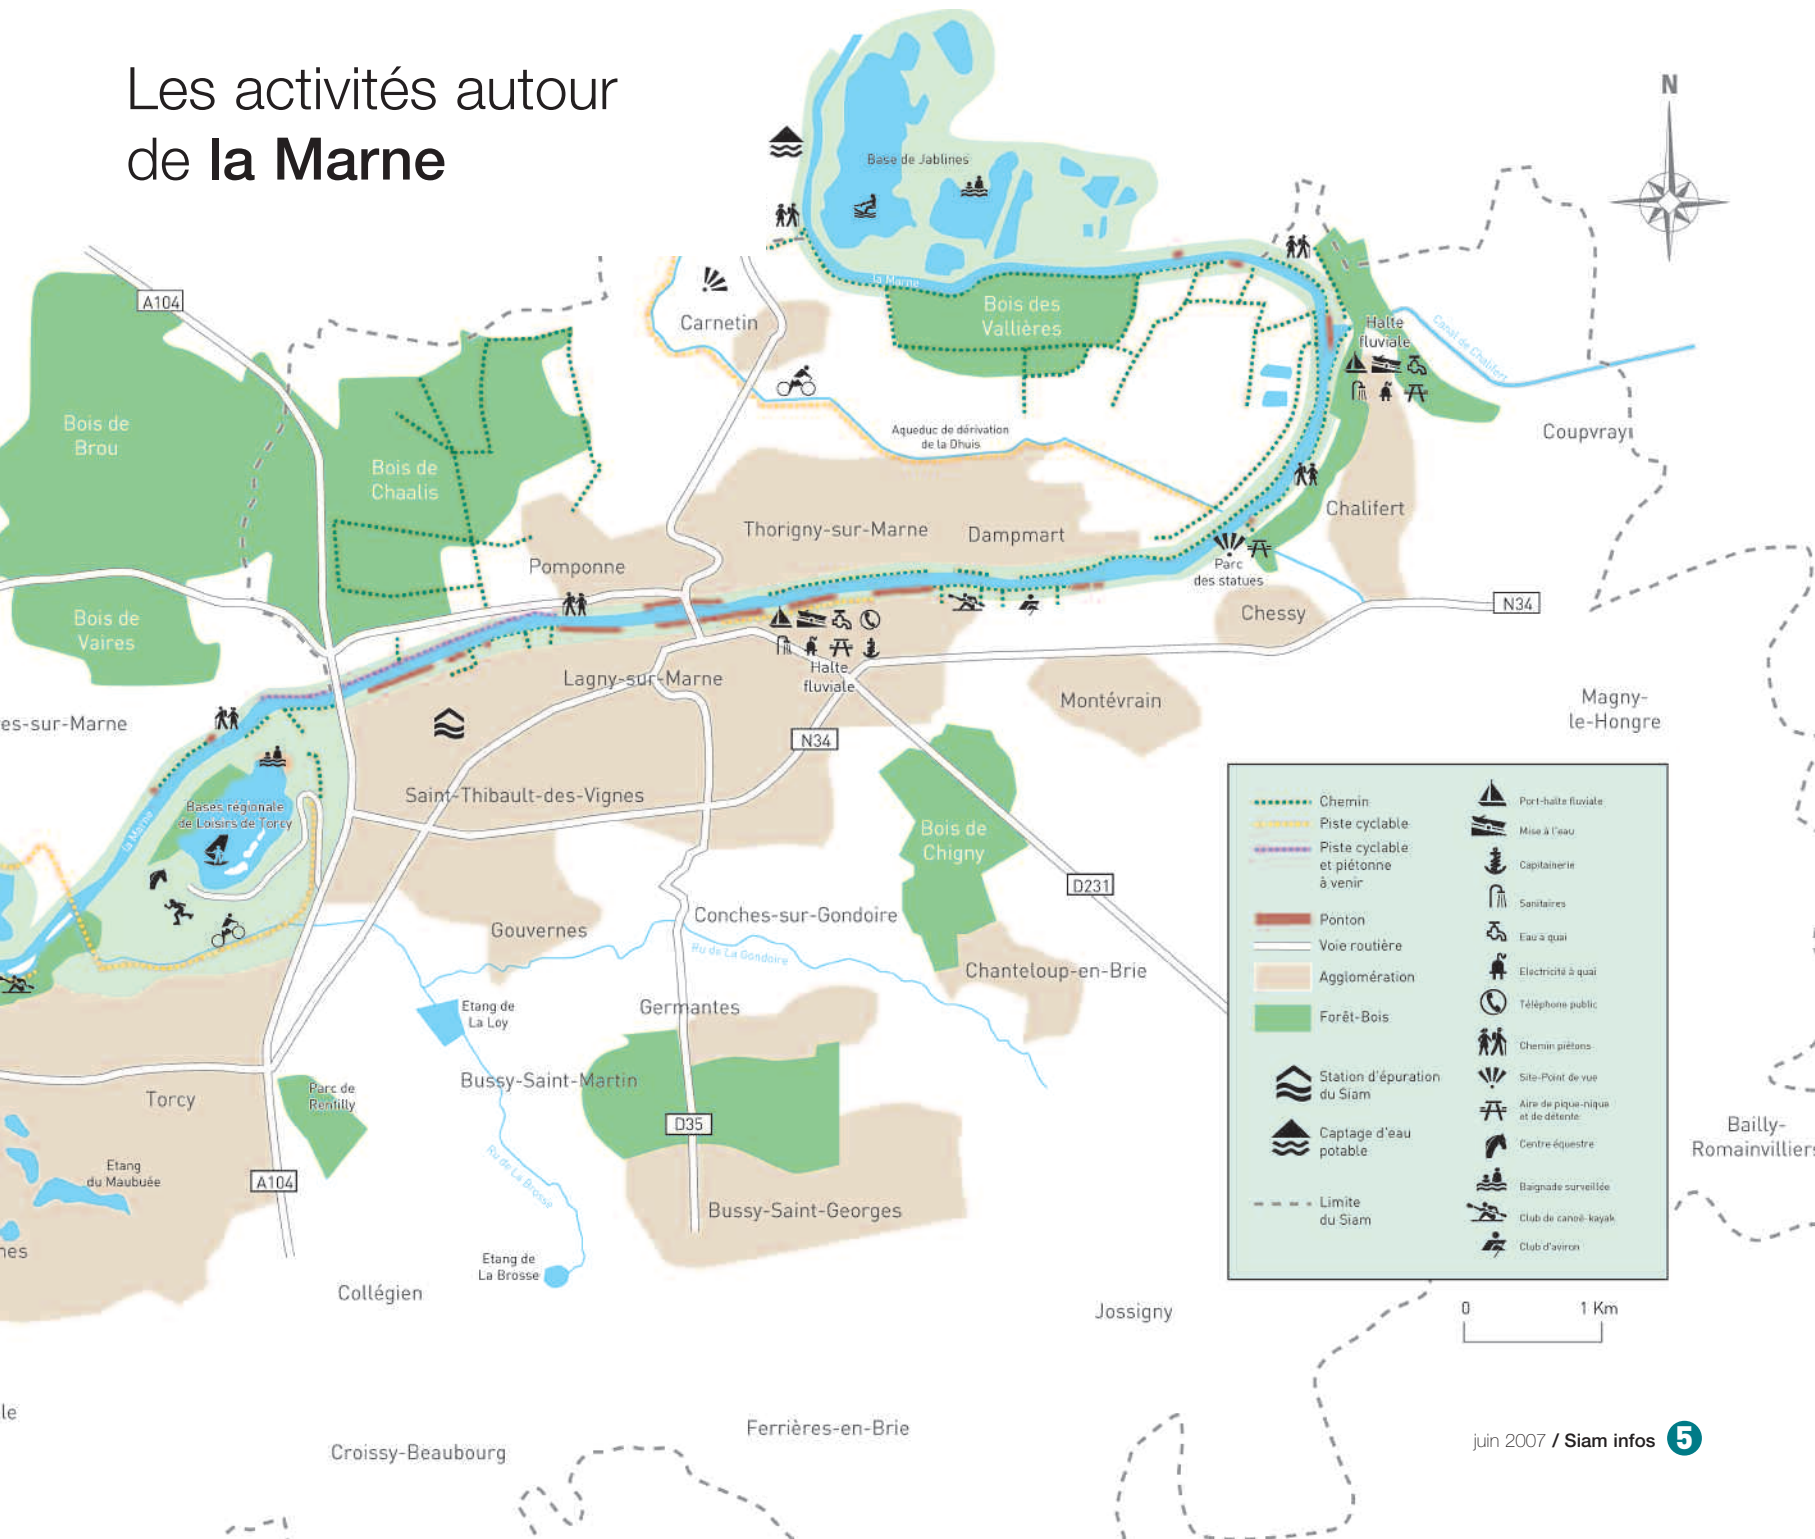 Les activités autour
de la Marne
N
Base de Jablines
la Marne
A104
Carnetin
Bois des
Vallières
Halte
fluviale
Canal de Chalifert
Coupvray
Bois de
Brou
Bois de
Chaalis
Aqueduc de dérivation
de la Dhuis
Chalifert
Thorigny-sur-Marne
Dampmart
Pomponne
Parc
des statues
Bois de
Vaires
Chessy
N34
Lagny-sur-Marne
Halte
fluviale
Montévrain
Magny-
le-Hongre
es-sur-Marne
N34
Saint-Thibault-des-Vignes
Bases régionale
de Loisirs de Torcy
la Marne
Bois de
Chigny
D231
Conches-sur-Gondoire
Gouvernes
Ru de La Gondoire
Chanteloup-en-Brie
Etang de
La Loy
Germantes
Bussy-Saint-Martin
Parc de
Rentilly
Torcy
D35
Ru de La Brosse
Etang
du Maubuée
A104
Bussy-Saint-Georges
nes
Etang de
La Brosse
Collégien
Jossigny
Bailly-
Romainvilliers
Chemin
Piste cyclable
Piste cyclable
et piétonne
à venir
Ponton
Voie routière
Agglomération
Forêt-Bois
Station d'épuration
du Siam
Captage d'eau
potable
Limite
du Siam
Port-halte fluviale
Mise à l'eau
Capitainerie
Sanitaires
Eau à quai
Electricité à quai
Téléphone public
Chemin piétons
Site-Point de vue
Aire de pique-nique
et de détente
Centre équestre
Baignade surveillée
Club de canoë-kayak
Club d'aviron
0 1 Km
le
Croissy-Beaubourg
Ferrières-en-Brie
juin 2007 / Siam infos 5